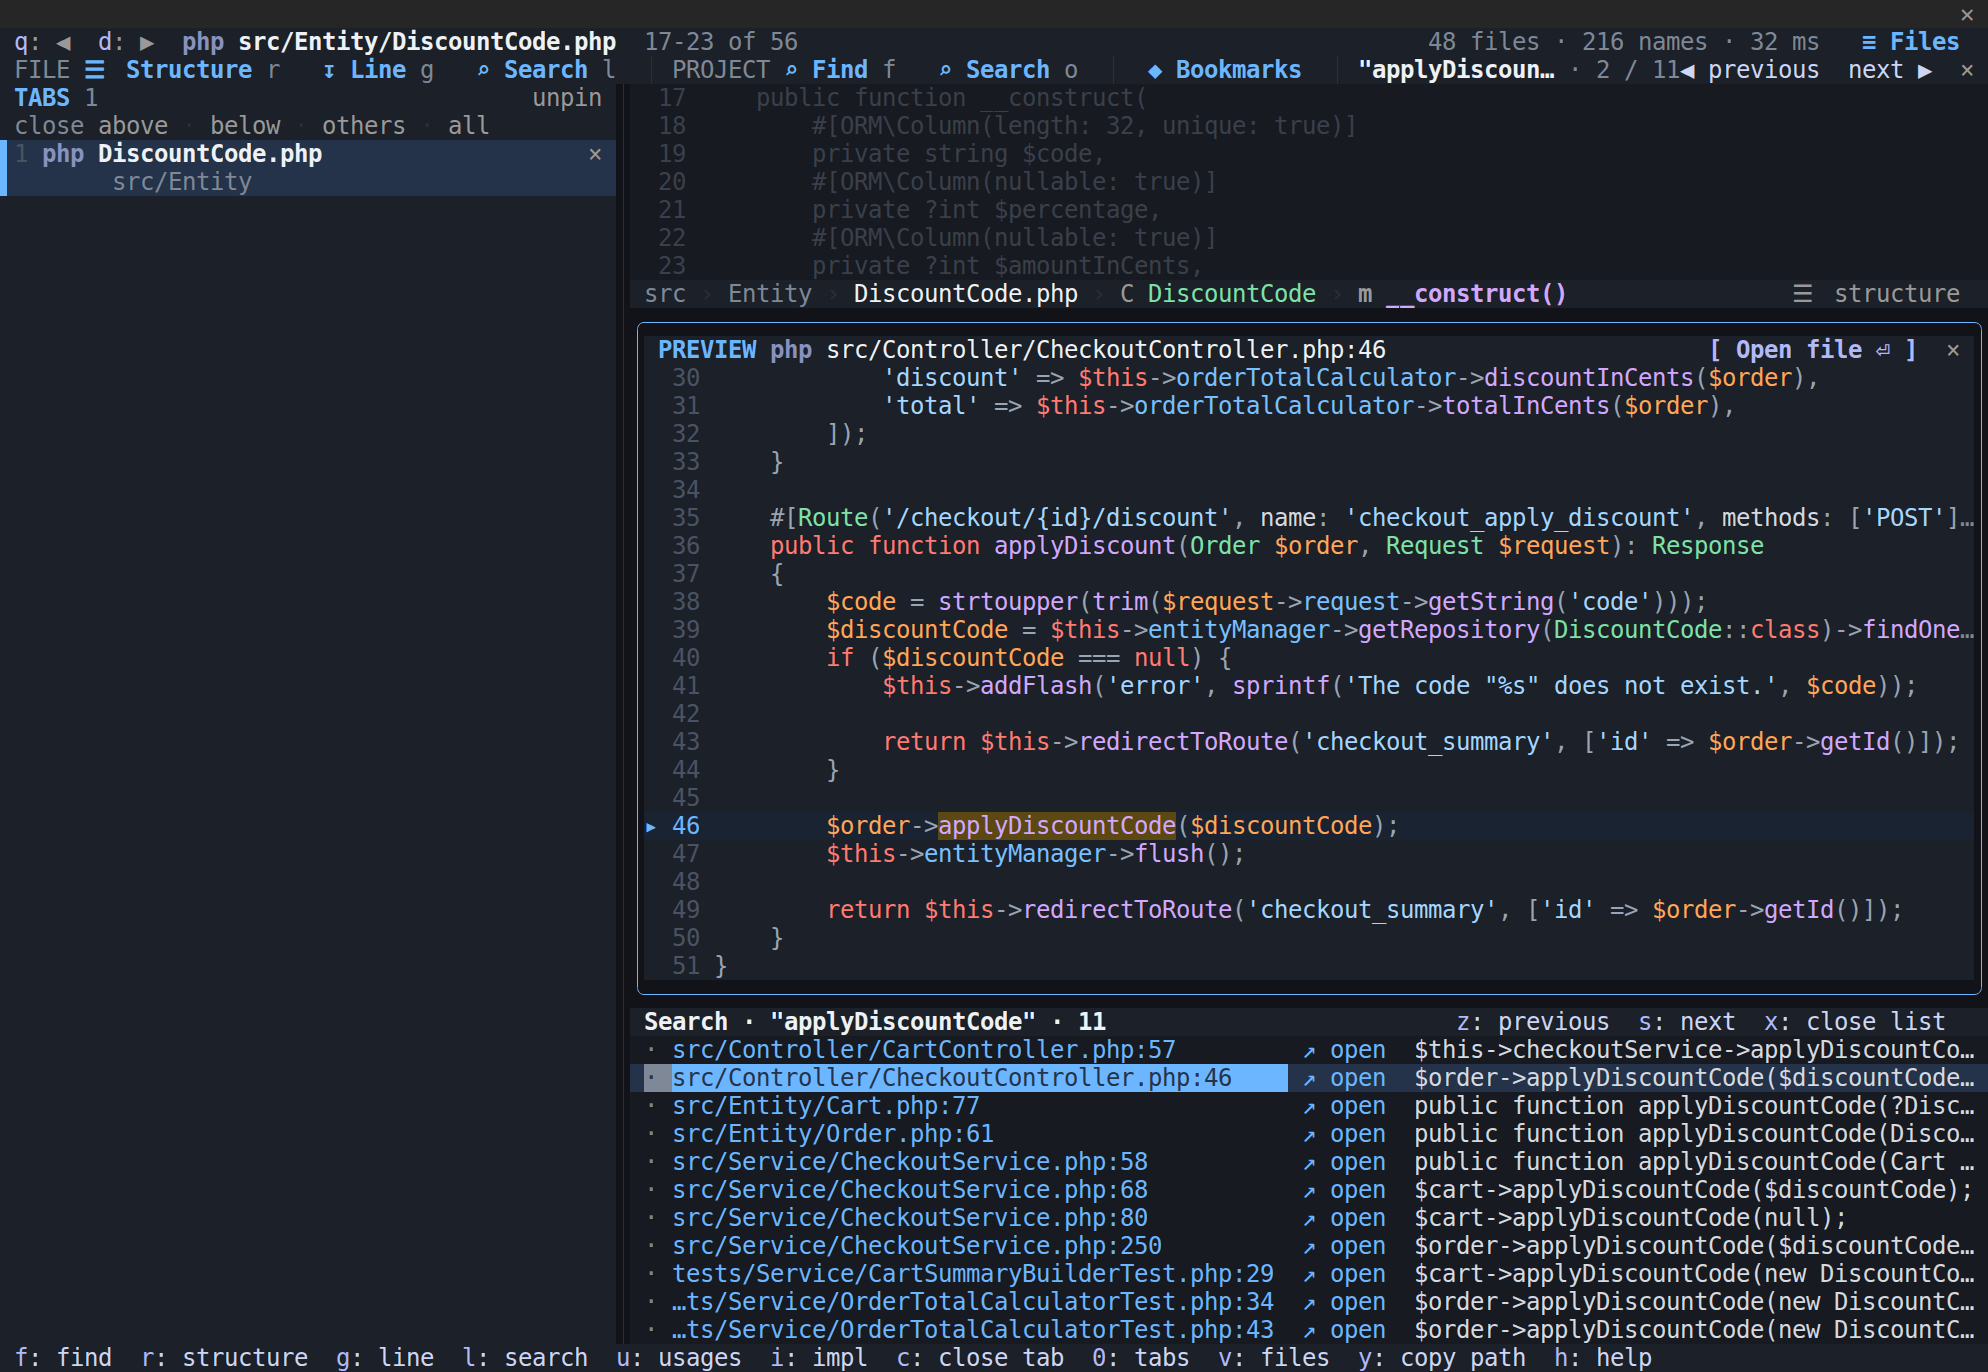 ×
q: ◀  d: ▶  php src/Entity/DiscountCode.php  17-23 of 56  48 files · 216 names · 32 ms  ≡ Files
FILE ☰ Structure r  ↧ Line g  ⌕ Search l  PROJECT ⌕ Find f  ⌕ Search o  ◆ Bookmarks  "applyDiscoun… · 2 / 11◀ previous  next ▶  ×
TABS 1  unpin
close above · below · others · all
1 php DiscountCode.php  ×
src/Entity
17     public function __construct(
18         #[ORM\Column(length: 32, unique: true)]
19         private string $code,
20         #[ORM\Column(nullable: true)]
21         private ?int $percentage,
22         #[ORM\Column(nullable: true)]
23         private ?int $amountInCents,
src › Entity › DiscountCode.php › C DiscountCode › m __construct()  ☰ structure
PREVIEW php src/Controller/CheckoutController.php:46  [ Open file ⏎ ]  ×
30             'discount' => $this->orderTotalCalculator->discountInCents($order),
31             'total' => $this->orderTotalCalculator->totalInCents($order),
32         ]);
33     }
34
35     #[Route('/checkout/{id}/discount', name: 'checkout_apply_discount', methods: ['POST']…
36     public function applyDiscount(Order $order, Request $request): Response
37     {
38         $code = strtoupper(trim($request->request->getString('code')));
39         $discountCode = $this->entityManager->getRepository(DiscountCode::class)->findOne…
40         if ($discountCode === null) {
41             $this->addFlash('error', sprintf('The code "%s" does not exist.', $code));
42
43             return $this->redirectToRoute('checkout_summary', ['id' => $order->getId()]);
44         }
45
▸ 46         $order->applyDiscountCode($discountCode);
47         $this->entityManager->flush();
48
49         return $this->redirectToRoute('checkout_summary', ['id' => $order->getId()]);
50     }
51 }
Search · "applyDiscountCode" · 11  z: previous  s: next  x: close list
· src/Controller/CartController.php:57  ↗ open  $this->checkoutService->applyDiscountCo…
· src/Controller/CheckoutController.php:46  ↗ open  $order->applyDiscountCode($discountCode…
· src/Entity/Cart.php:77  ↗ open  public function applyDiscountCode(?Disc…
· src/Entity/Order.php:61  ↗ open  public function applyDiscountCode(Disco…
· src/Service/CheckoutService.php:58  ↗ open  public function applyDiscountCode(Cart …
· src/Service/CheckoutService.php:68  ↗ open  $cart->applyDiscountCode($discountCode);
· src/Service/CheckoutService.php:80  ↗ open  $cart->applyDiscountCode(null);
· src/Service/CheckoutService.php:250  ↗ open  $order->applyDiscountCode($discountCode…
· tests/Service/CartSummaryBuilderTest.php:29  ↗ open  $cart->applyDiscountCode(new DiscountCo…
· …ts/Service/OrderTotalCalculatorTest.php:34  ↗ open  $order->applyDiscountCode(new DiscountC…
· …ts/Service/OrderTotalCalculatorTest.php:43  ↗ open  $order->applyDiscountCode(new DiscountC…
f: find  r: structure  g: line  l: search  u: usages  i: impl  c: close tab  0: tabs  v: files  y: copy path  h: help